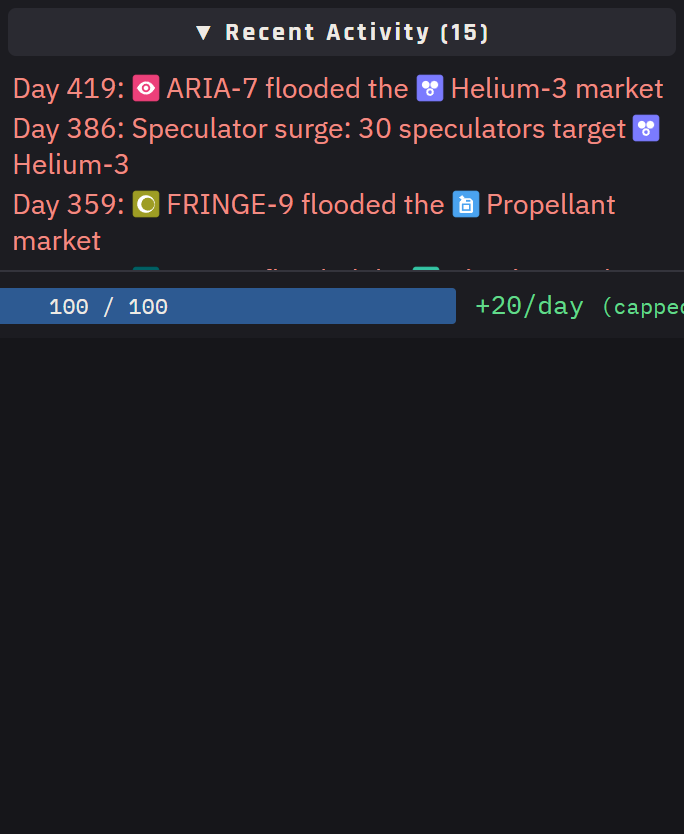 ▼ Recent Activity (15)
Day 419: ARIA-7 flooded the Helium-3 market
Day 386: Speculator surge: 30 speculators target
Helium-3
Day 359: FRINGE-9 flooded the Propellant
market
100 / 100 +20/day (capped